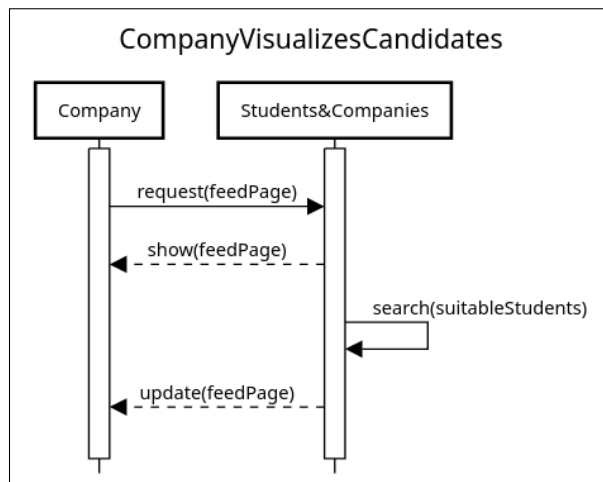 CompanyVisualizesCandidates
Company
Students&Companies
request(feedPage)
show(feedPage)
search(suitableStudents)
update(feedPage)